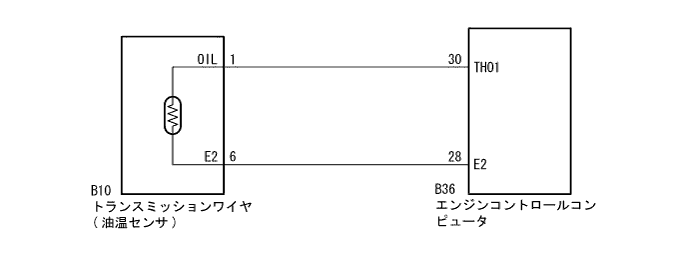 OIL 1 30 THO1
E2 6 28 E2
B10
トランスミッションワイヤ
(油温センサ)
B36
エンジンコントロールコン
ピュータ